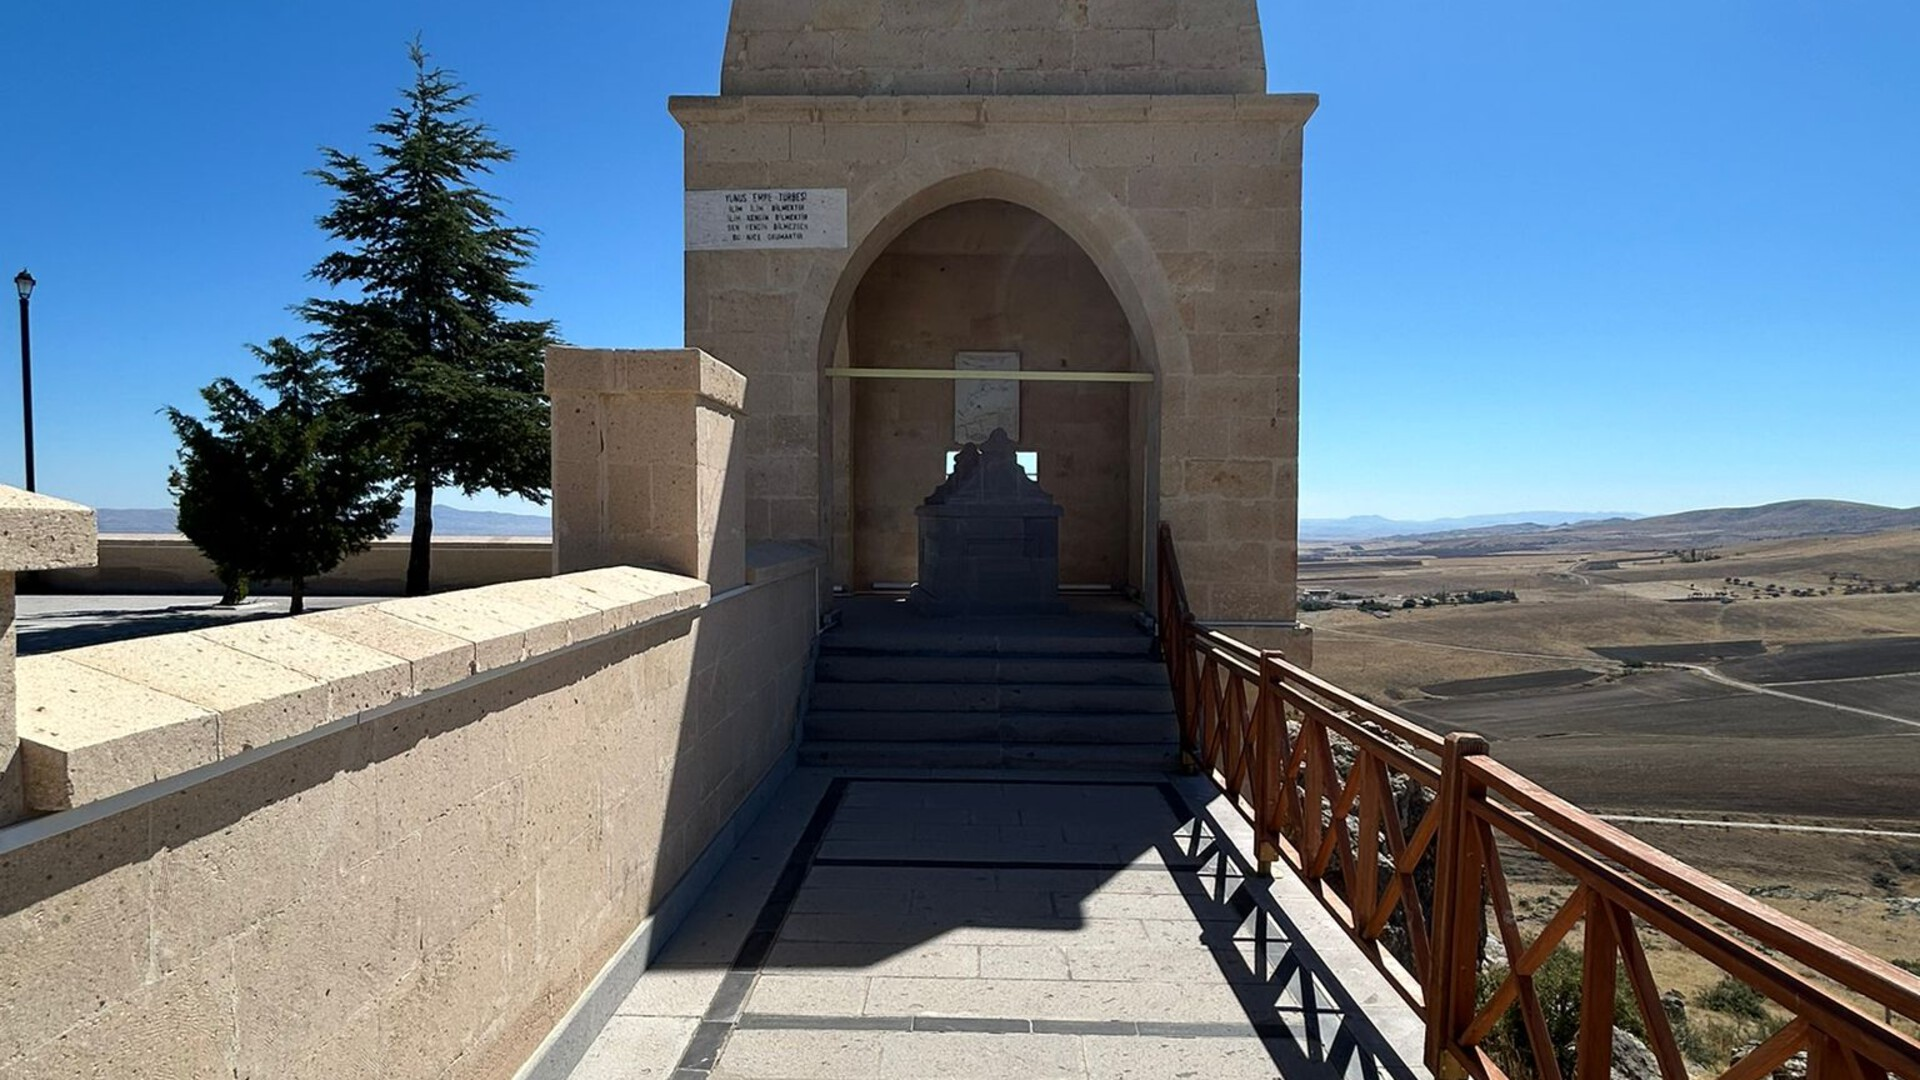 YUNUS EMRE TÜRBESİ
İLİM İLİM BİLMEKTİR
İLİM KENDİN BİLMEKTİR
SEN KENDİN BİLMEZSEN
BU NİCE OKUMAKTIR